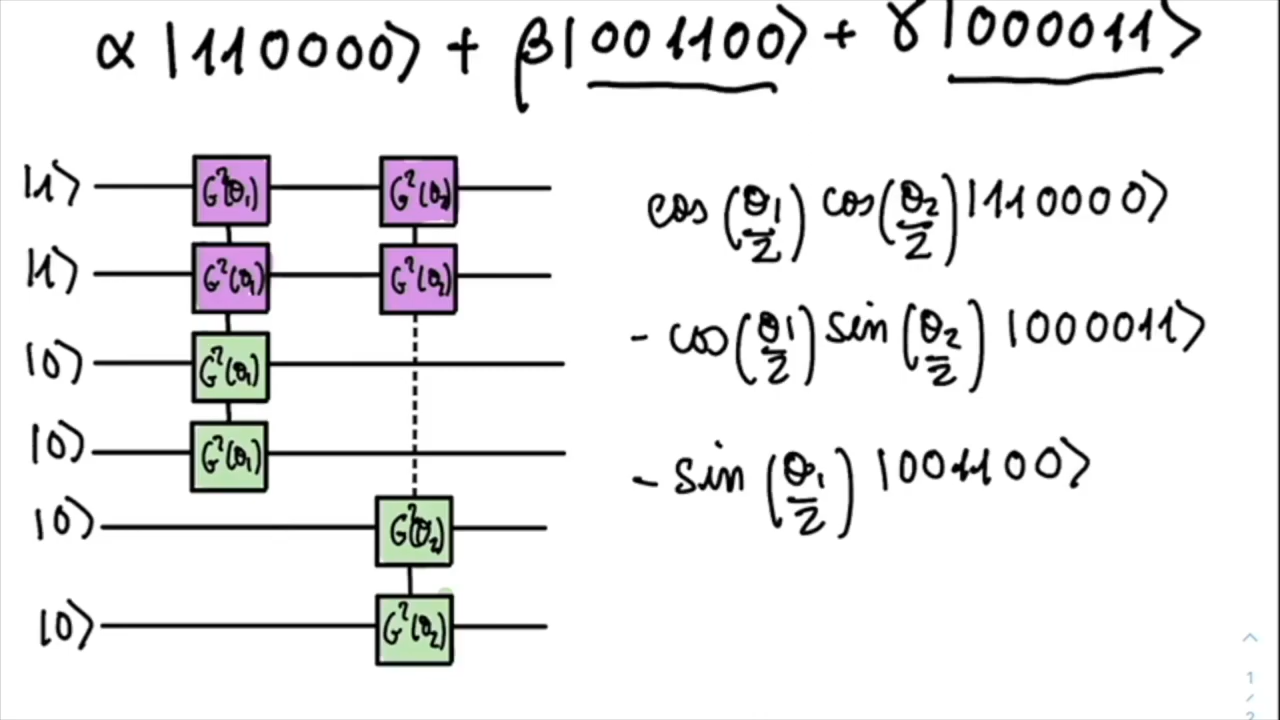 α |110000⟩ + β|001100⟩ + γ|000011⟩
|1⟩ G²(θ₁) G²(θ₂)
|1⟩ G²(θ₁) G²(θ₂)
|0⟩ G²(θ₁)
|0⟩ G²(θ₁)
|0⟩ G²(θ₂)
|0⟩ G²(θ₂)
cos(θ₁/2) cos(θ₂/2)|110000⟩
- cos(θ₁/2) sin(θ₂/2) |000011⟩
- sin(θ₁/2) |001100⟩
1
/
2